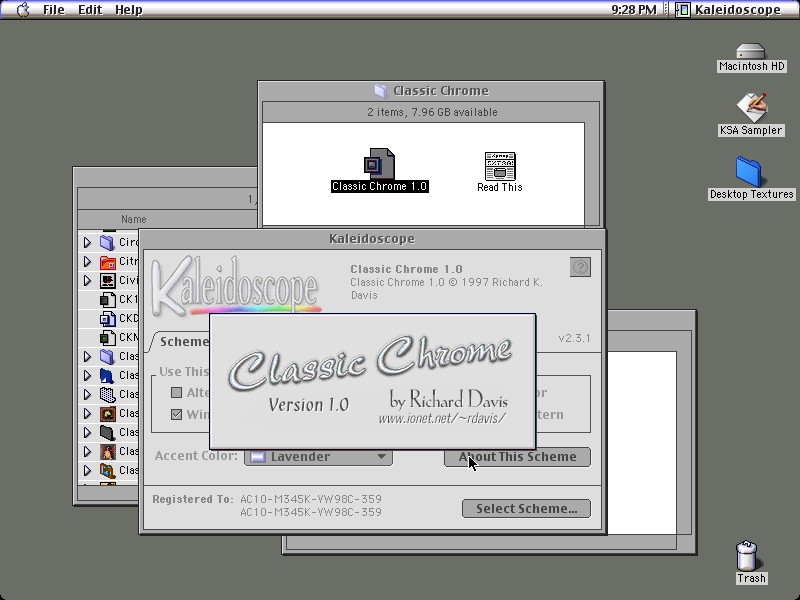 File Edit Help
9:28 PM Kaleidoscope
Macintosh HD
KSA Sampler
Desktop Textures
Trash
Classic Chrome
2 items, 7.96 GB available
Classic Chrome 1.0
Read This
1,
Name
Circ
Citr
Civi
CK1
CKD
CKN
Clas
Clas
Clas
Clas
Clas
Clas
Clas
Kaleidoscope
Kaleidoscope
Classic Chrome 1.0
Classic Chrome 1.0 © 1997 Richard K.
Davis
?
Scheme
v2.3.1
Use This
Alte
or
Win
ttern
Classic Chrome
Version 1.0
by Richard Davis
www.ionet.net/~rdavis/
Accent Color:
Lavender
About This Scheme
Registered To: AC10-M345K-YW98C-359
AC10-M345K-YW98C-359
Select Scheme...